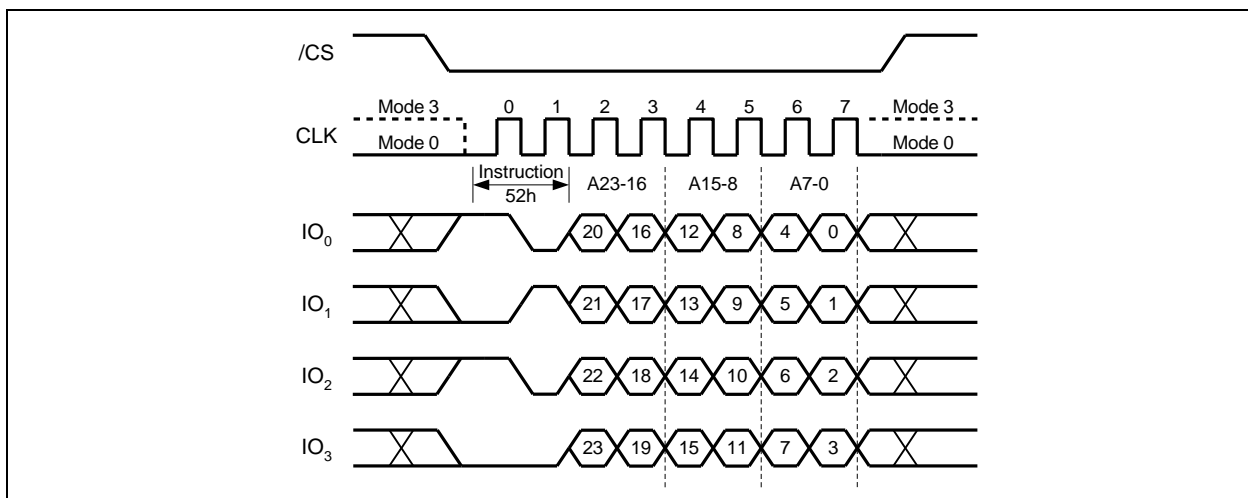 /CS
Mode 3 0 1 2 3 4 5 6 7 Mode 3
CLK
Mode 0 Mode 0
Instruction
52h
A23-16 A15-8 A7-0
IO0 20 16 12 8 4 0
IO1 21 17 13 9 5 1
IO2 22 18 14 10 6 2
IO3 23 19 15 11 7 3